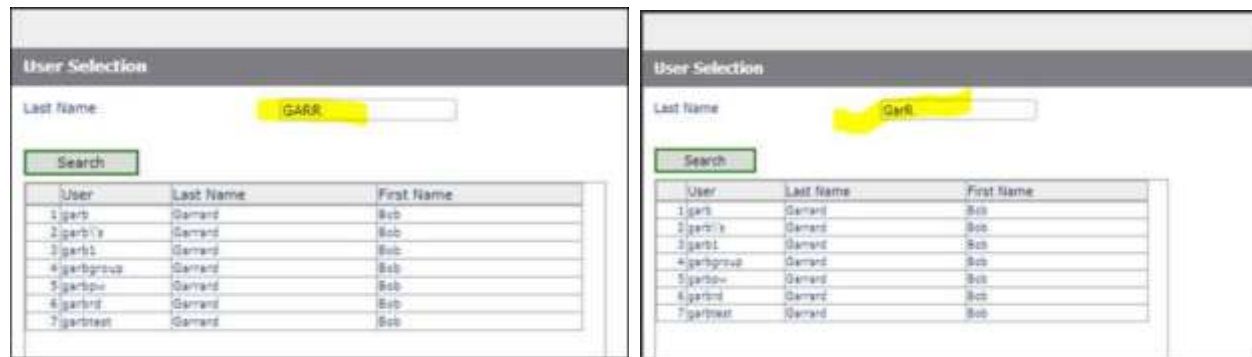 User Selection
Last Name GARR
Search
User Last Name First Name
1 garb Garrard Bob
2 garb\'s Garrard Bob
3 garb1 Garrard Bob
4 garbgroup Garrard Bob
5 garbpw Garrard Bob
6 garbrd Garrard Bob
7 garbtest Garrard Bob
User Selection
Last Name GarR
Search
User Last Name First Name
1 garb Garrard Bob
2 garb\'s Garrard Bob
3 garb1 Garrard Bob
4 garbgroup Garrard Bob
5 garbpw Garrard Bob
6 garbrd Garrard Bob
7 garbtest Garrard Bob